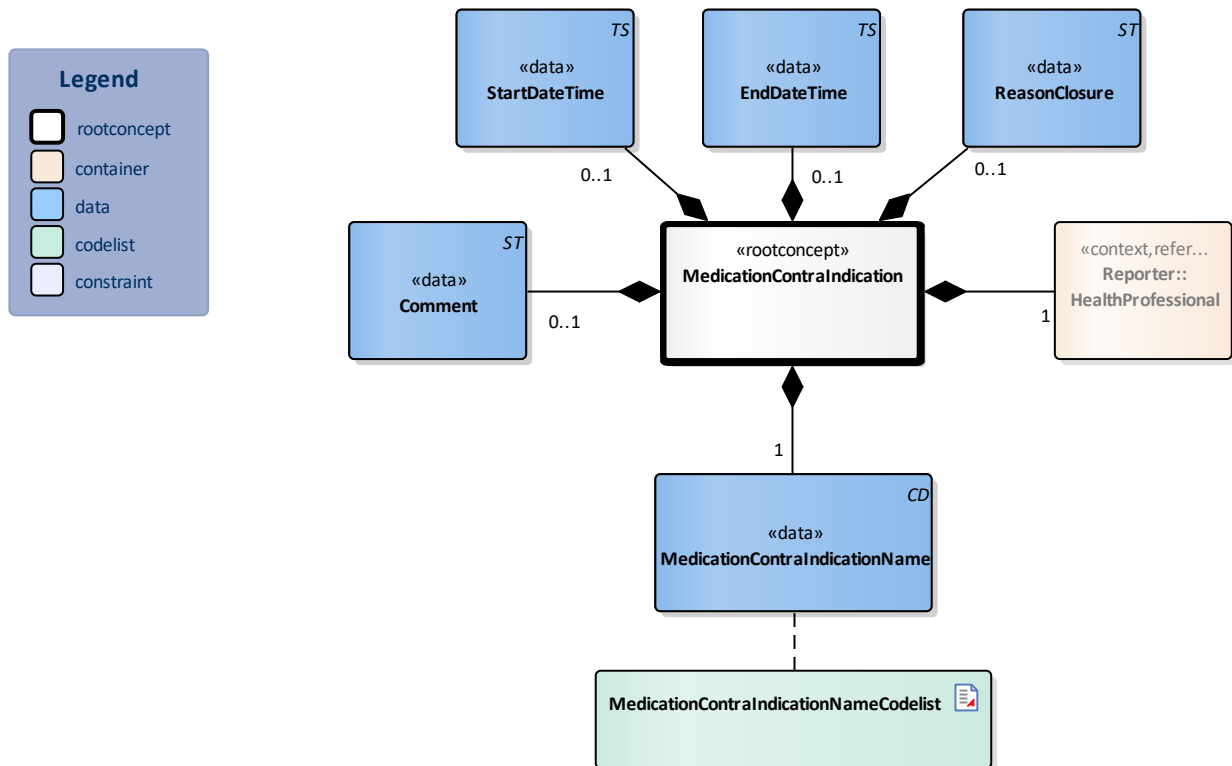 Legend
rootconcept
container
data
codelist
constraint
TS
«data»
StartDateTime
0..1
TS
«data»
EndDateTime
0..1
ST
«data»
ReasonClosure
0..1
ST
«data»
Comment
0..1
«rootconcept»
MedicationContraIndication
«context,refer...
Reporter::
HealthProfessional
1
1
CD
«data»
MedicationContraIndicationName
MedicationContraIndicationNameCodelist